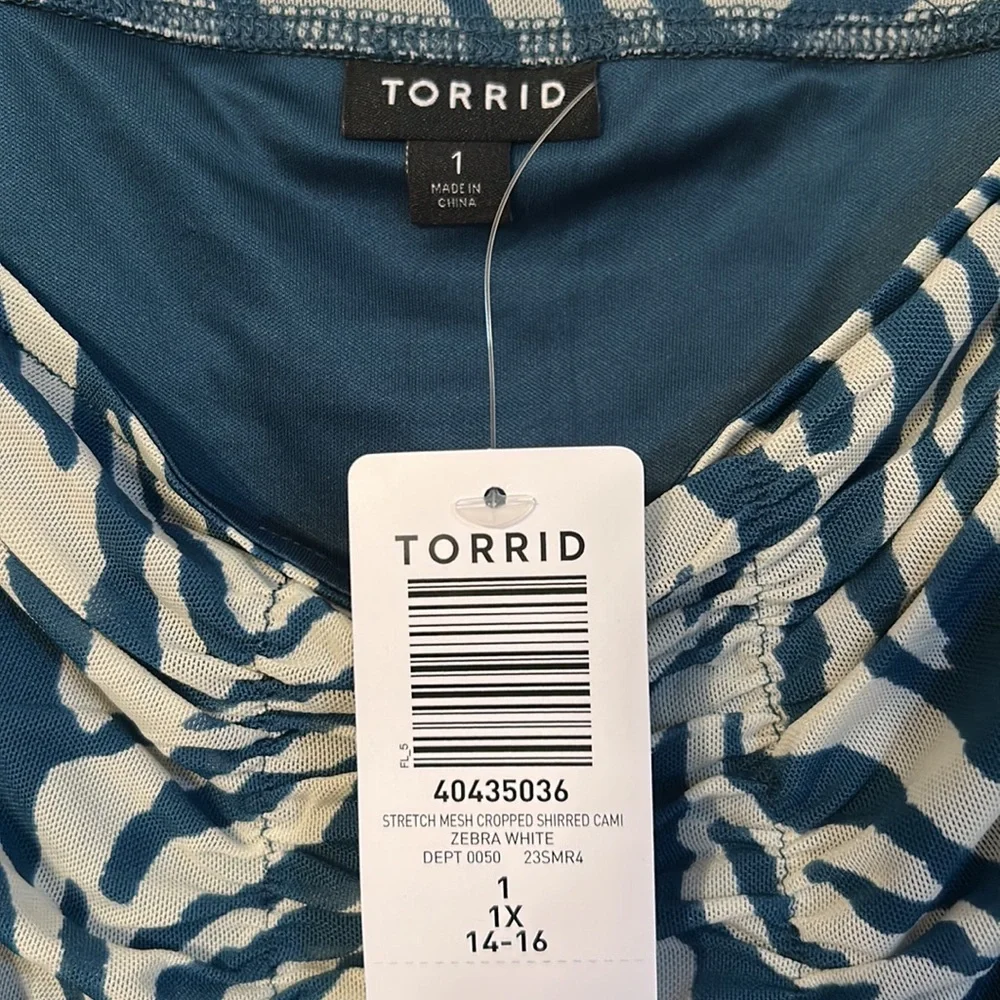 TORRID
1
MADE IN
CHINA
TORRID
FL_5
40435036
STRETCH MESH CROPPED SHIRRED CAMI
ZEBRA WHITE
DEPT 0050 23SMR4
1
1X
14-16